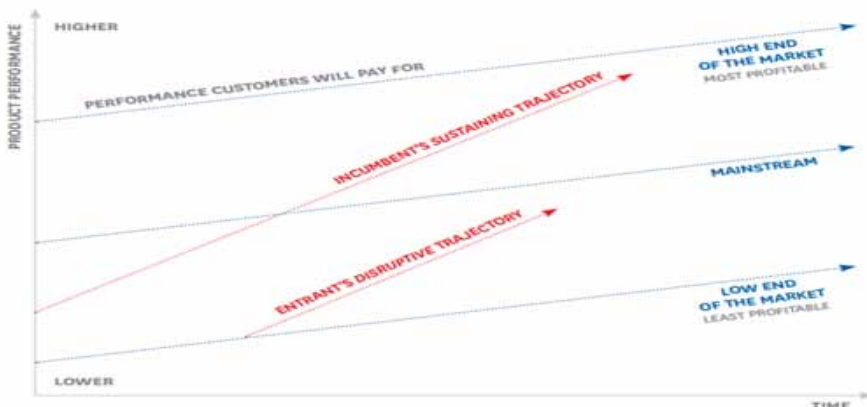 HIGHER
PRODUCT PERFORMANCE
PERFORMANCE CUSTOMERS WILL PAY FOR
HIGH END
OF THE MARKET
MOST PROFITABLE
INCUMBENT'S SUSTAINING TRAJECTORY
MAINSTREAM
ENTRANT'S DISRUPTIVE TRAJECTORY
LOW END
OF THE MARKET
LEAST PROFITABLE
LOWER
TIME